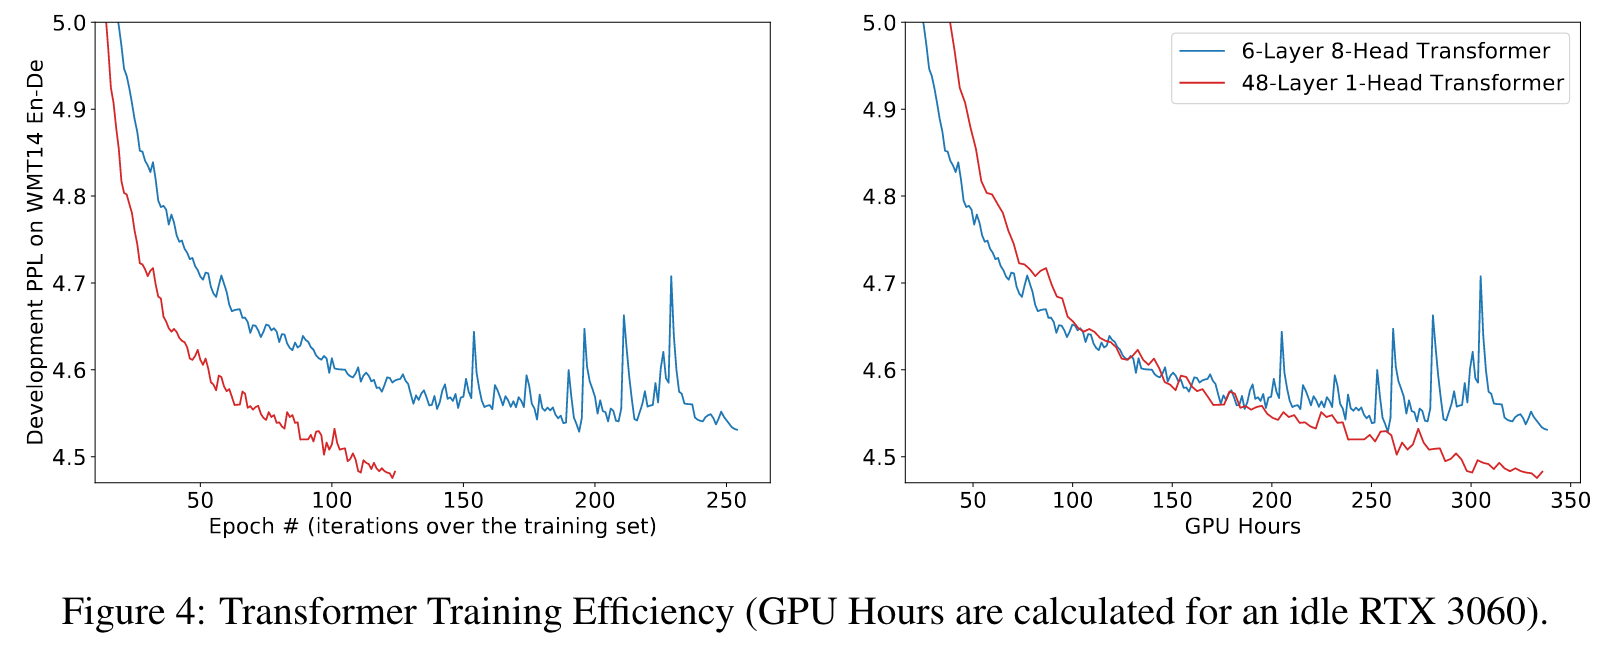 5.0
4.9
4.8
4.7
4.6
4.5
Development PPL on WMT14 En-De
50 100 150 200 250
Epoch # (iterations over the training set)
5.0
4.9
4.8
4.7
4.6
4.5
6-Layer 8-Head Transformer
48-Layer 1-Head Transformer
50 100 150 200 250 300 350
GPU Hours
Figure 4: Transformer Training Efficiency (GPU Hours are calculated for an idle RTX 3060).